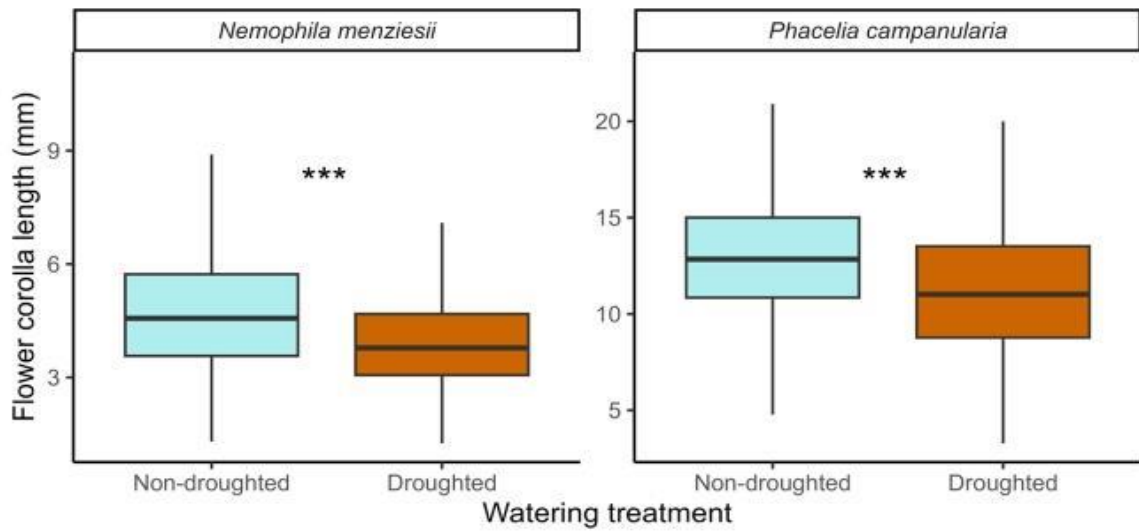 Nemophila menziesii
Phacelia campanularia
Flower corolla length (mm)
9
6
3
***
20
15
10
5
***
Non-droughted
Droughted
Non-droughted
Droughted
Watering treatment